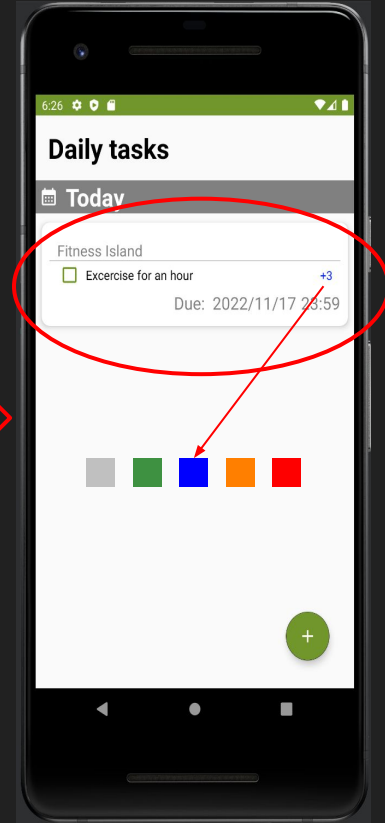 6:26
Daily tasks
Today
Fitness Island
Excercise for an hour +3
Due: 2022/11/17 23:59
+